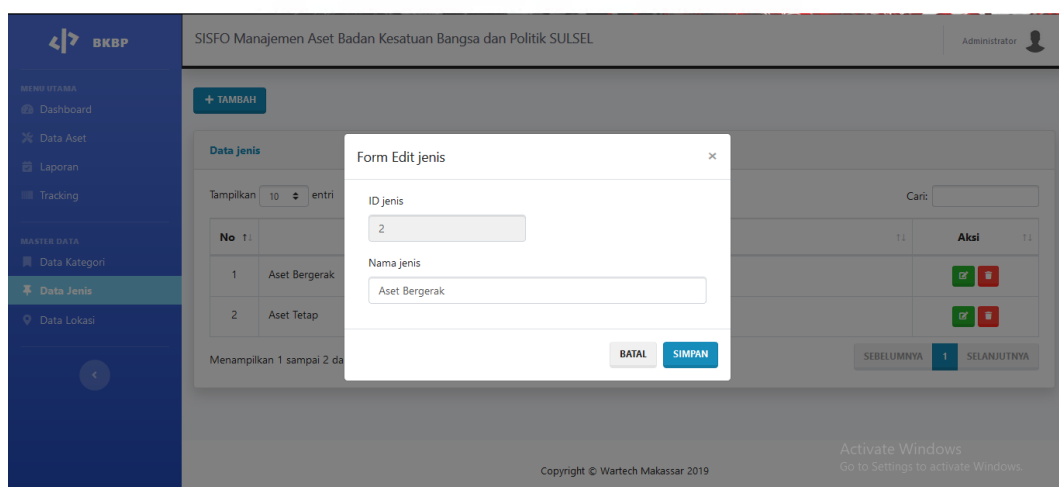 BKBP
SISFO Manajemen Aset Badan Kesatuan Bangsa dan Politik SULSEL
Administrator
MENU UTAMA
Dashboard
Data Aset
Laporan
Tracking
MASTER DATA
Data Kategori
Data Jenis
Data Lokasi
+ TAMBAH
Data jenis
Tampilkan 10 entri
Cari:
No
Aksi
1 Aset Bergerak
2 Aset Tetap
Menampilkan 1 sampai 2 da
SEBELUMNYA 1 SELANJUTNYA
Form Edit jenis ×
ID jenis
2
Nama jenis
Aset Bergerak
BATAL SIMPAN
Copyright © Wartech Makassar 2019
Activate Windows
Go to Settings to activate Windows.